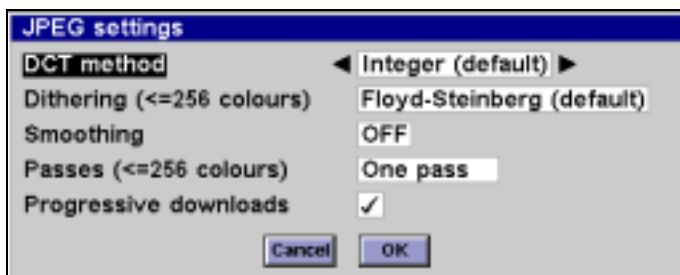 JPEG settings
DCT method Integer (default)
Dithering (<=256 colours) Floyd-Steinberg (default)
Smoothing OFF
Passes (<=256 colours) One pass
Progressive downloads ✓
Cancel OK